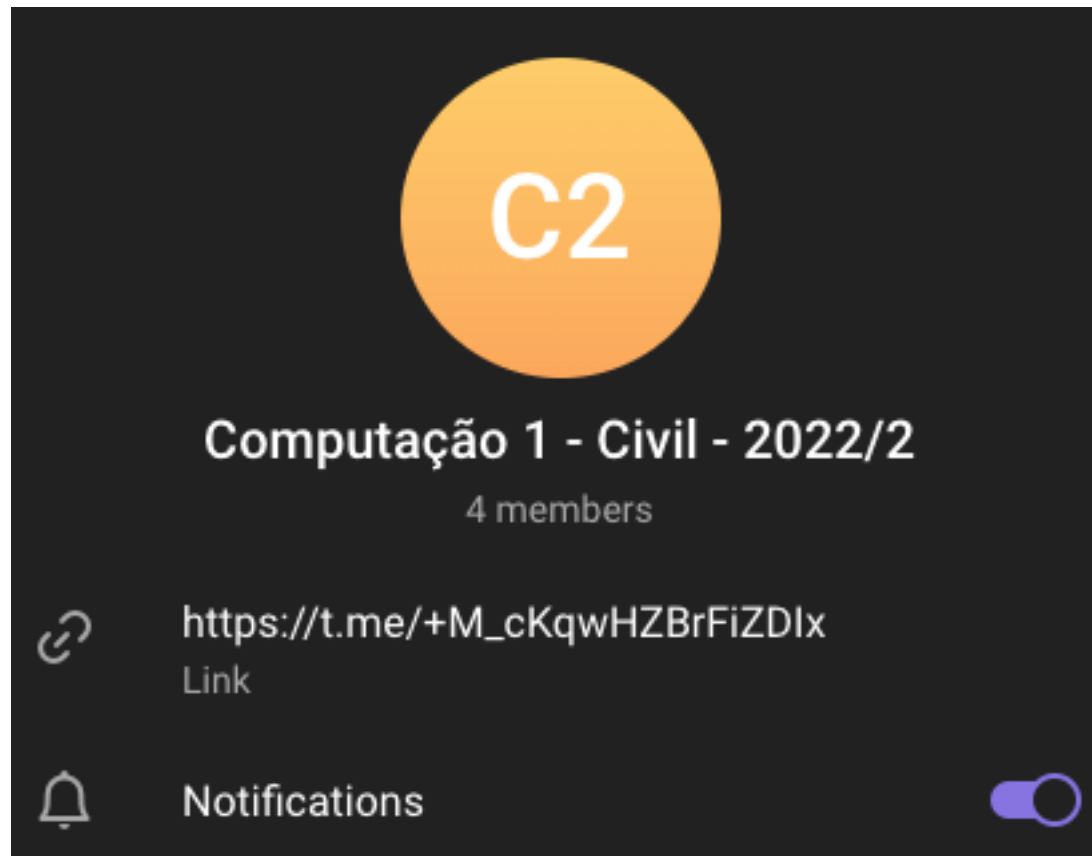 C2
Computação 1 - Civil - 2022/2
4 members
https://t.me/+M_cKqwHZBrFiZDIx
Link
Notifications